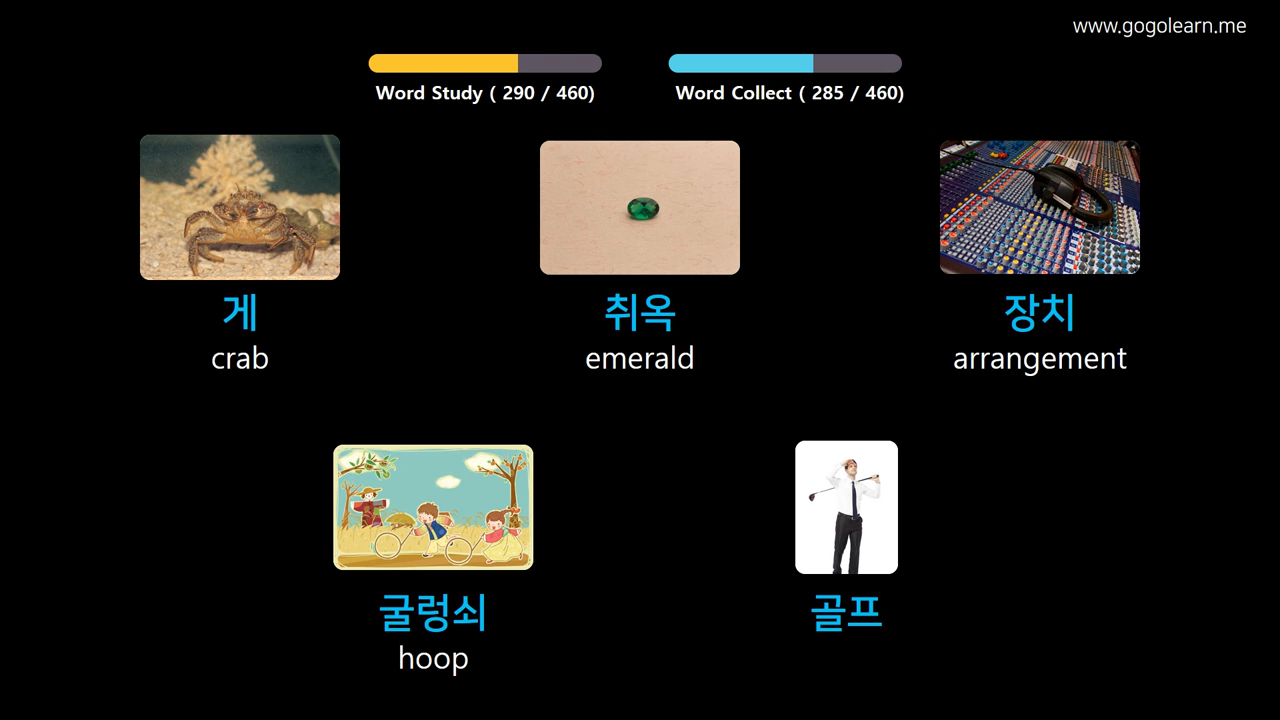 www.gogolearn.me
Word Study ( 290 / 460)
Word Collect ( 285 / 460)
게
crab
취옥
emerald
장치
arrangement
굴렁쇠
hoop
골프